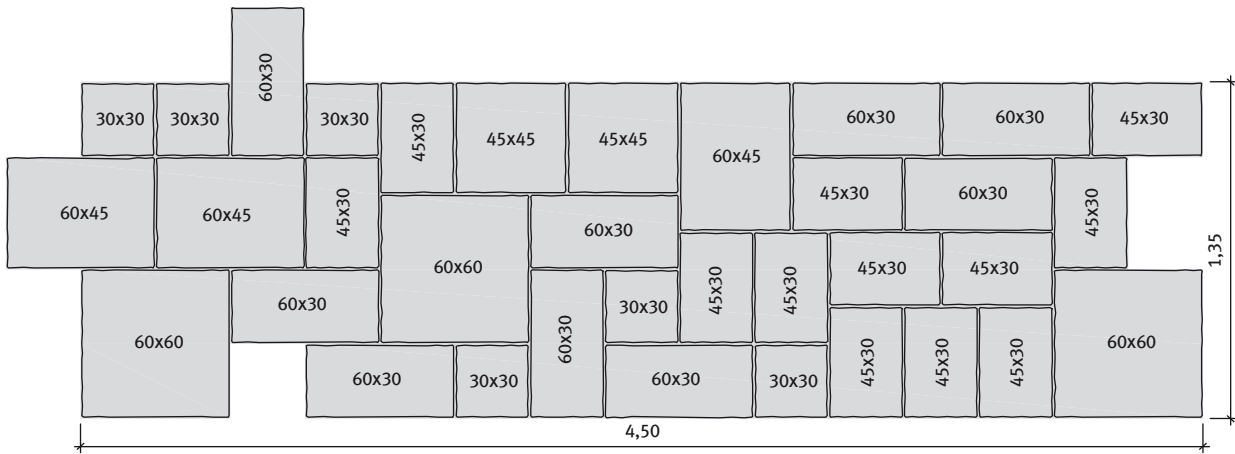 60x30
30x30 30x30 30x30 45x30 45x45 45x45 60x45 60x30 60x30 45x30
60x45 60x45 45x30 60x30 45x30 60x30 45x30
60x60 45x30 45x30 45x30 45x30 1,35
60x60 60x30 60x30 30x30 60x60
60x30 30x30 60x30 30x30 45x30 45x30 45x30
4,50